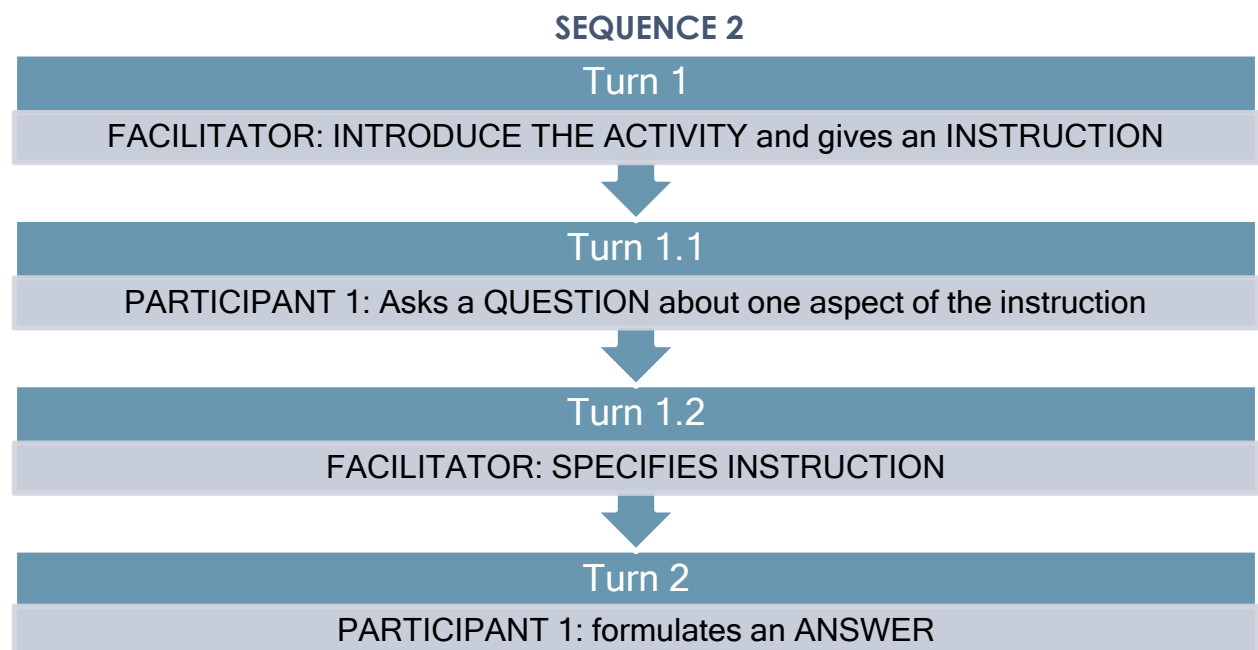 SEQUENCE 2
Turn 1
FACILITATOR: INTRODUCE THE ACTIVITY and gives an INSTRUCTION
Turn 1.1
PARTICIPANT 1: Asks a QUESTION about one aspect of the instruction
Turn 1.2
FACILITATOR: SPECIFIES INSTRUCTION
Turn 2
PARTICIPANT 1: formulates an ANSWER